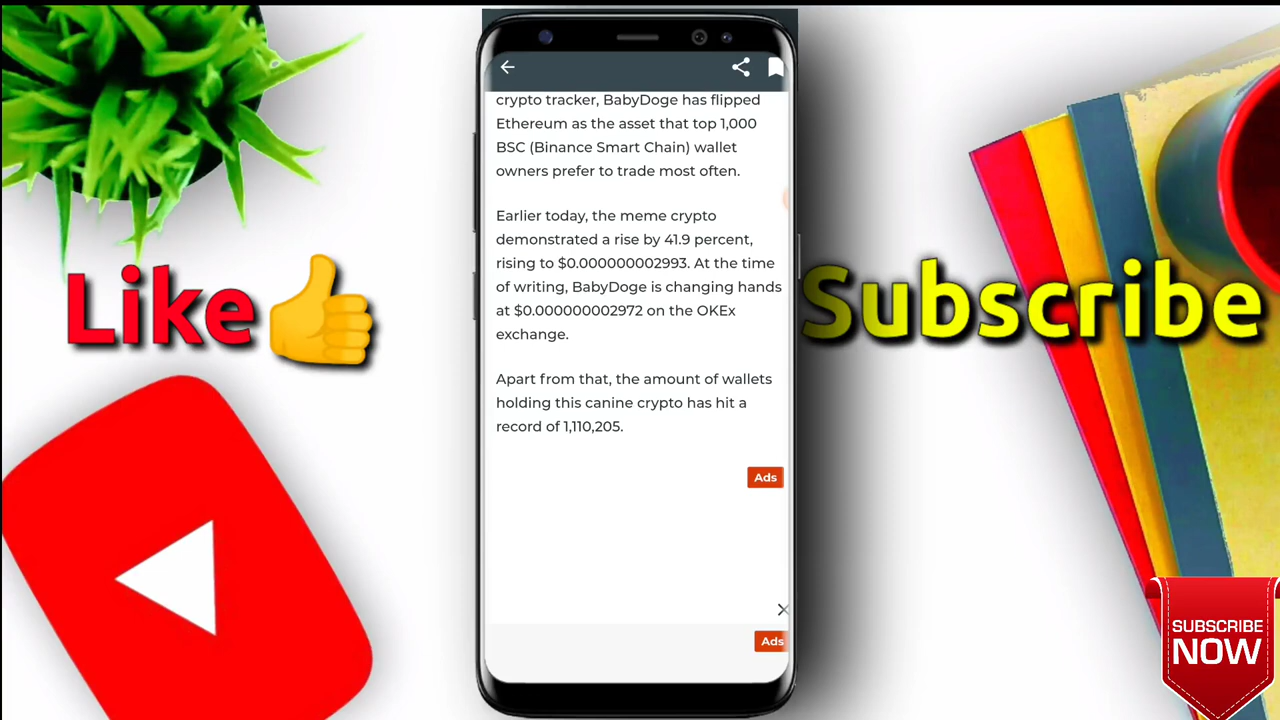 crypto tracker, BabyDoge has flipped
Ethereum as the asset that top 1,000
BSC (Binance Smart Chain) wallet
owners prefer to trade most often.
Earlier today, the meme crypto
demonstrated a rise by 41.9 percent,
rising to $0.000000002993. At the time
of writing, BabyDoge is changing hands
at $0.000000002972 on the OKEx
exchange.
Apart from that, the amount of wallets
holding this canine crypto has hit a
record of 1,110,205.
Ads
Ads
Like
Subscribe
SUBSCRIBE
NOW